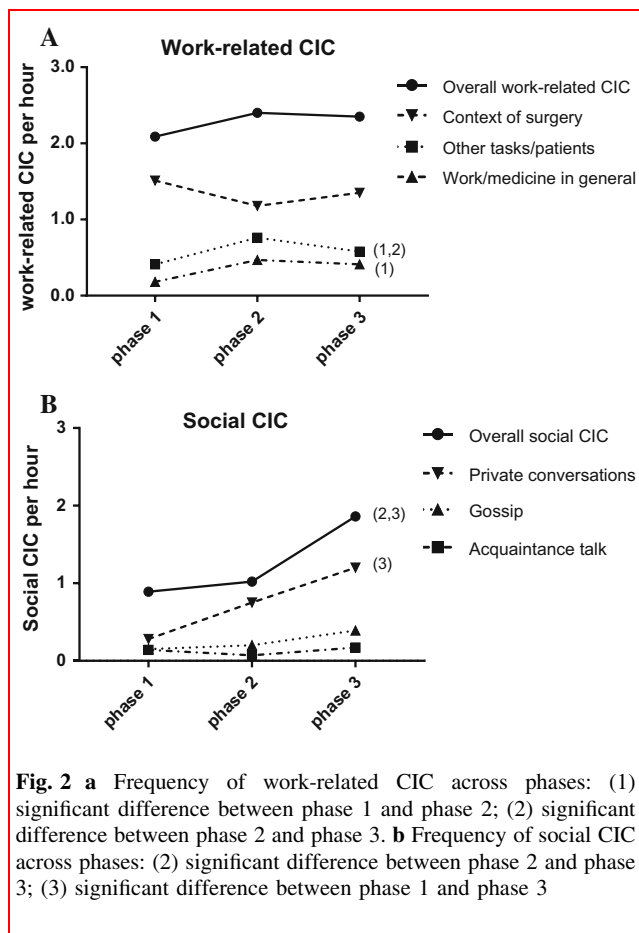 A
Work-related CIC
3.0
2.0
1.0
0.0
work-related CIC per hour
phase 1
phase 2
phase 3
(1,2)
(1)
Overall work-related CIC
Context of surgery
Other tasks/patients
Work/medicine in general
B
Social CIC
3
2
1
0
Social CIC per hour
phase 1
phase 2
phase 3
(2,3)
(3)
Overall social CIC
Private conversations
Gossip
Acquaintance talk
Fig. 2 a Frequency of work-related CIC across phases: (1)
significant difference between phase 1 and phase 2; (2) significant
difference between phase 2 and phase 3. b Frequency of social CIC
across phases: (2) significant difference between phase 2 and phase
3; (3) significant difference between phase 1 and phase 3